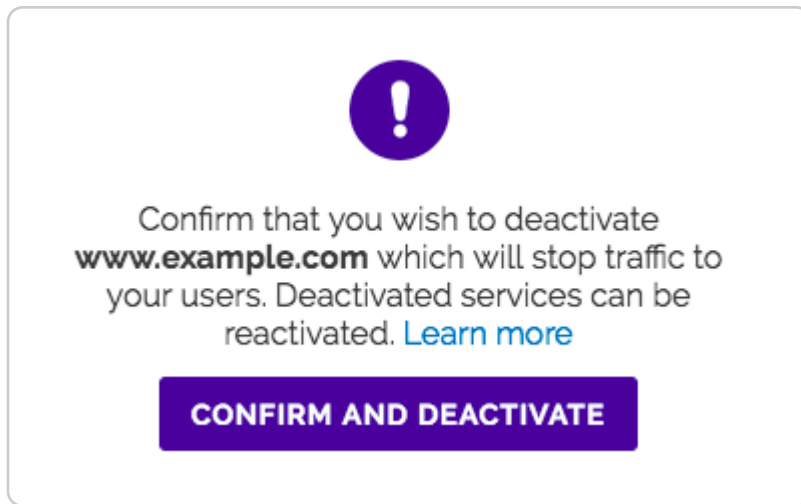 Confirm that you wish to deactivate
www.example.com which will stop traffic to
your users. Deactivated services can be
reactivated. Learn more
CONFIRM AND DEACTIVATE